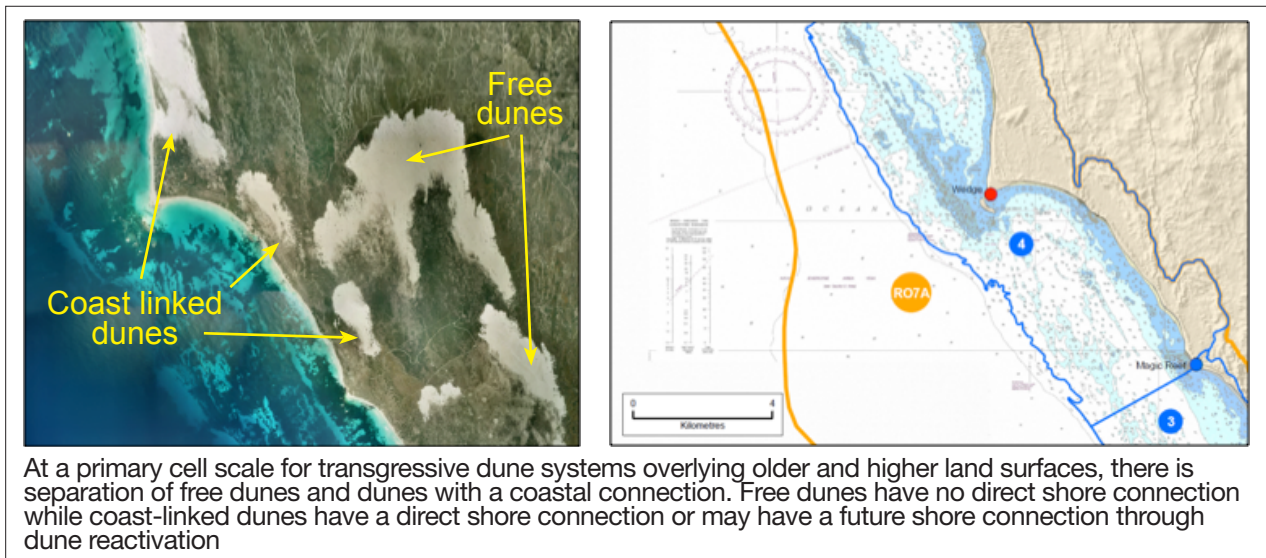 Free
dunes
Coast linked
dunes
Wedge
OCEAN
4
RO7A
Magic Reef
3
0 4
Kilometres
At a primary cell scale for transgressive dune systems overlying older and higher land surfaces, there is
separation of free dunes and dunes with a coastal connection. Free dunes have no direct shore connection
while coast-linked dunes have a direct shore connection or may have a future shore connection through
dune reactivation